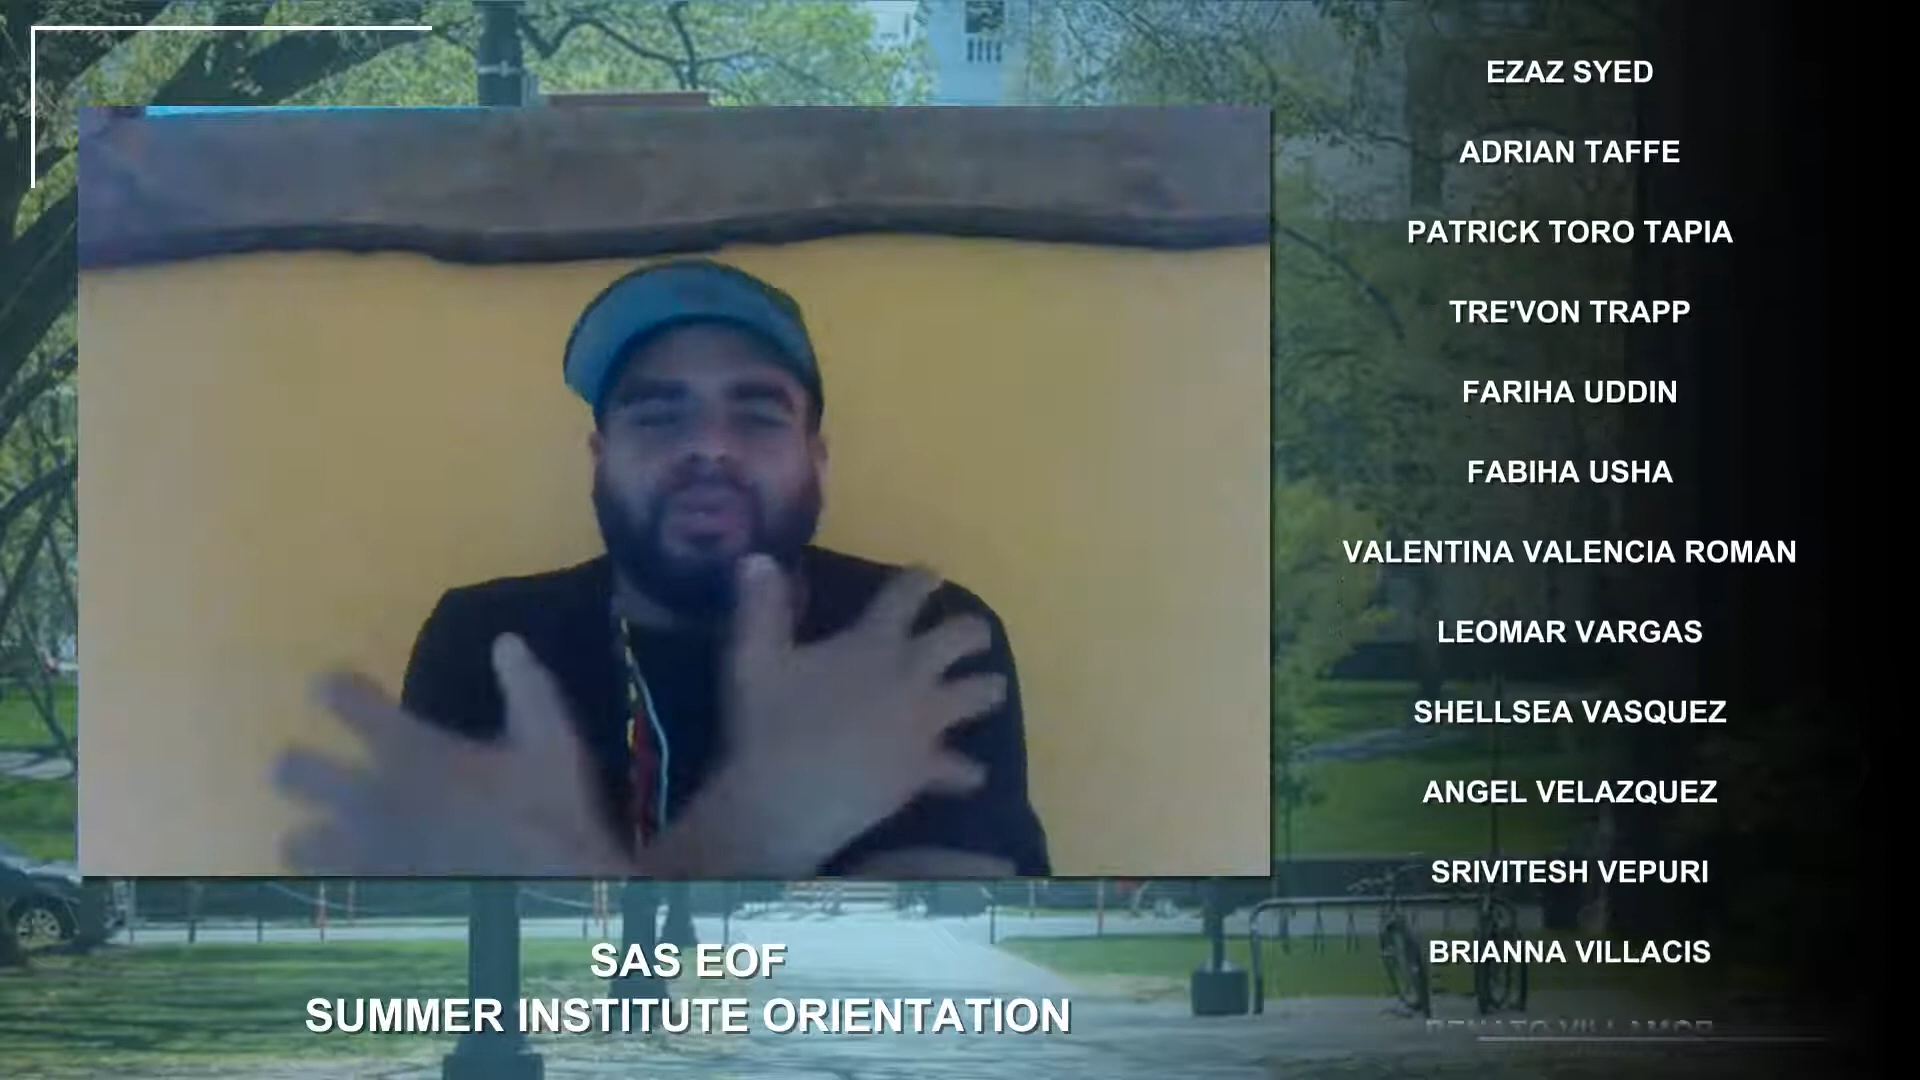 EZAZ SYED
ADRIAN TAFFE
PATRICK TORO TAPIA
TRE'VON TRAPP
FARIHA UDDIN
FABIHA USHA
VALENTINA VALENCIA ROMAN
LEOMAR VARGAS
SHELLSEA VASQUEZ
ANGEL VELAZQUEZ
SRIVITESH VEPURI
BRIANNA VILLACIS
SAS EOF
SUMMER INSTITUTE ORIENTATION